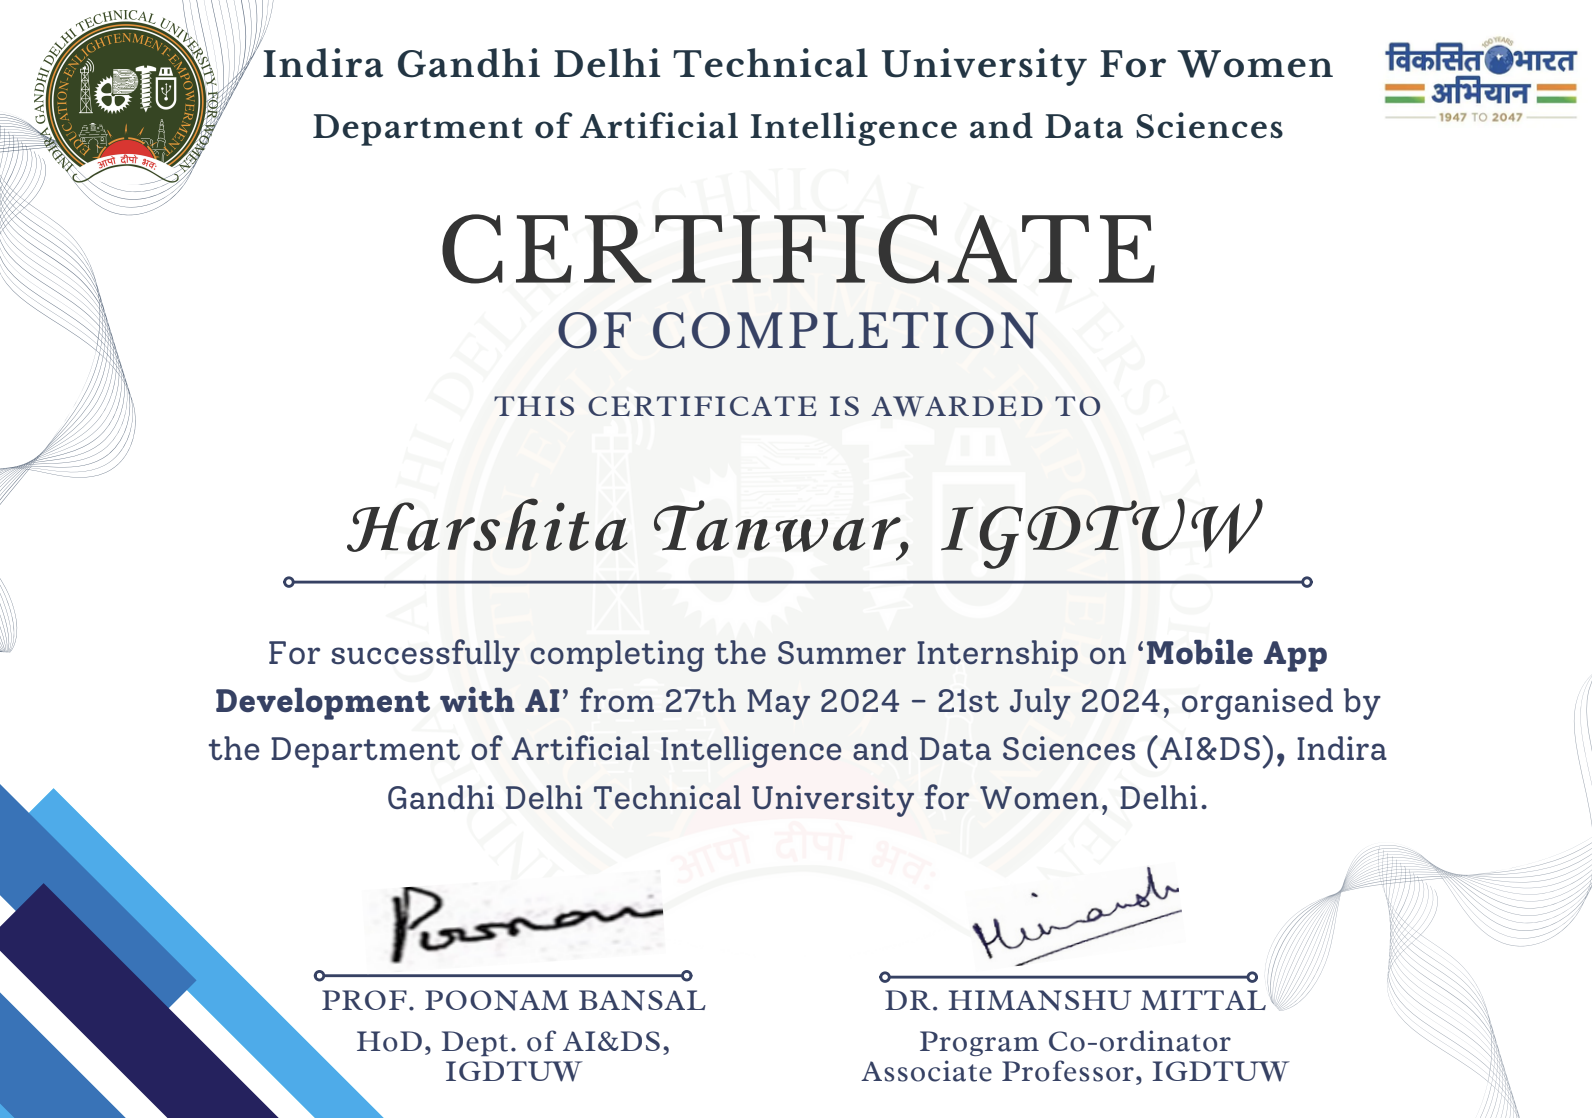 INDIRA GANDHI DELHI TECHNICAL UNIVERSITY FOR WOMEN
EDUCATION-ENLIGHTENMENT-EMPOWERMENT
आपो दीपो भव:
Indira Gandhi Delhi Technical University For Women
Department of Artificial Intelligence and Data Sciences
100 YEARS
विकसित भारत
अभियान
1947 TO 2047
CERTIFICATE
OF COMPLETION
THIS CERTIFICATE IS AWARDED TO
Harshita Tanwar, IGDTUW
For successfully completing the Summer Internship on ‘Mobile App
Development with AI’ from 27th May 2024 – 21st July 2024, organised by
the Department of Artificial Intelligence and Data Sciences (AI&DS), Indira
Gandhi Delhi Technical University for Women, Delhi.
आपो दीपो भव:
Poonam
Himansh
PROF. POONAM BANSAL
HoD, Dept. of AI&DS,
IGDTUW
DR. HIMANSHU MITTAL
Program Co-ordinator
Associate Professor, IGDTUW